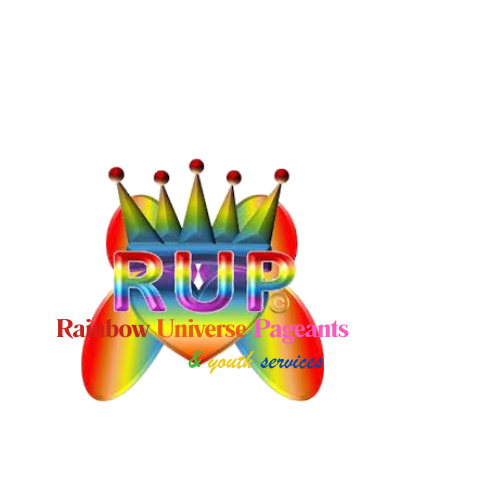 RUP
©
Rainbow Universe Pageants
& youth services